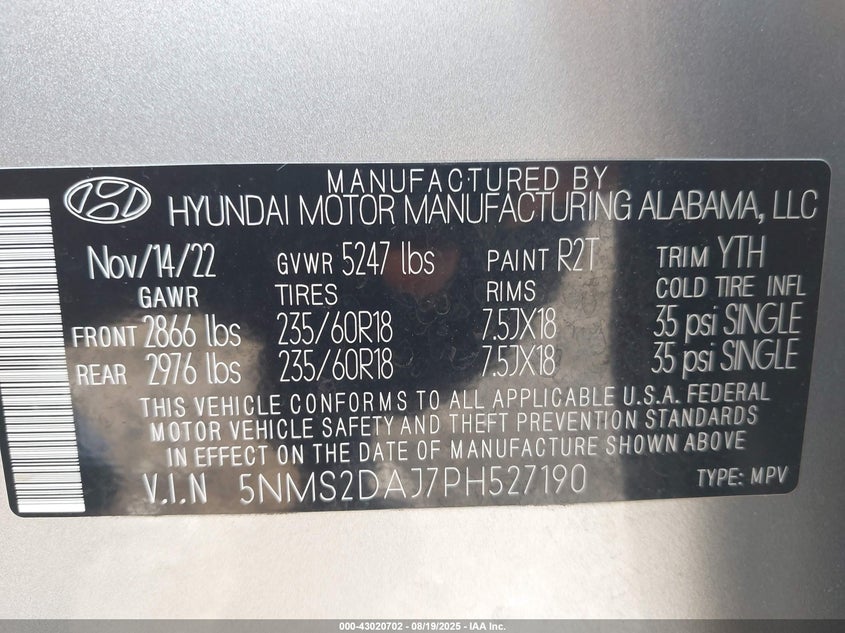 MANUFACTURED BY
HYUNDAI MOTOR MANUFACTURING ALABAMA, LLC
Nov/14/22 GVWR 5247 lbs PAINT R2T TRIM YTH
GAWR TIRES RIMS COLD TIRE INFL
FRONT 2866 lbs 235/60R18 7.5JX18 35 psi SINGLE
REAR 2976 lbs 235/60R18 7.5JX18 35 psi SINGLE
THIS VEHICLE CONFORMS TO ALL APPLICABLE U.S.A. FEDERAL
MOTOR VEHICLE SAFETY AND THEFT PREVENTION STANDARDS
IN EFFECT ON THE DATE OF MANUFACTURE SHOWN ABOVE
V.I.N 5NMS2DAJ7PH527190 TYPE: MPV
000-43020702 - 08/19/2025 - IAA Inc.